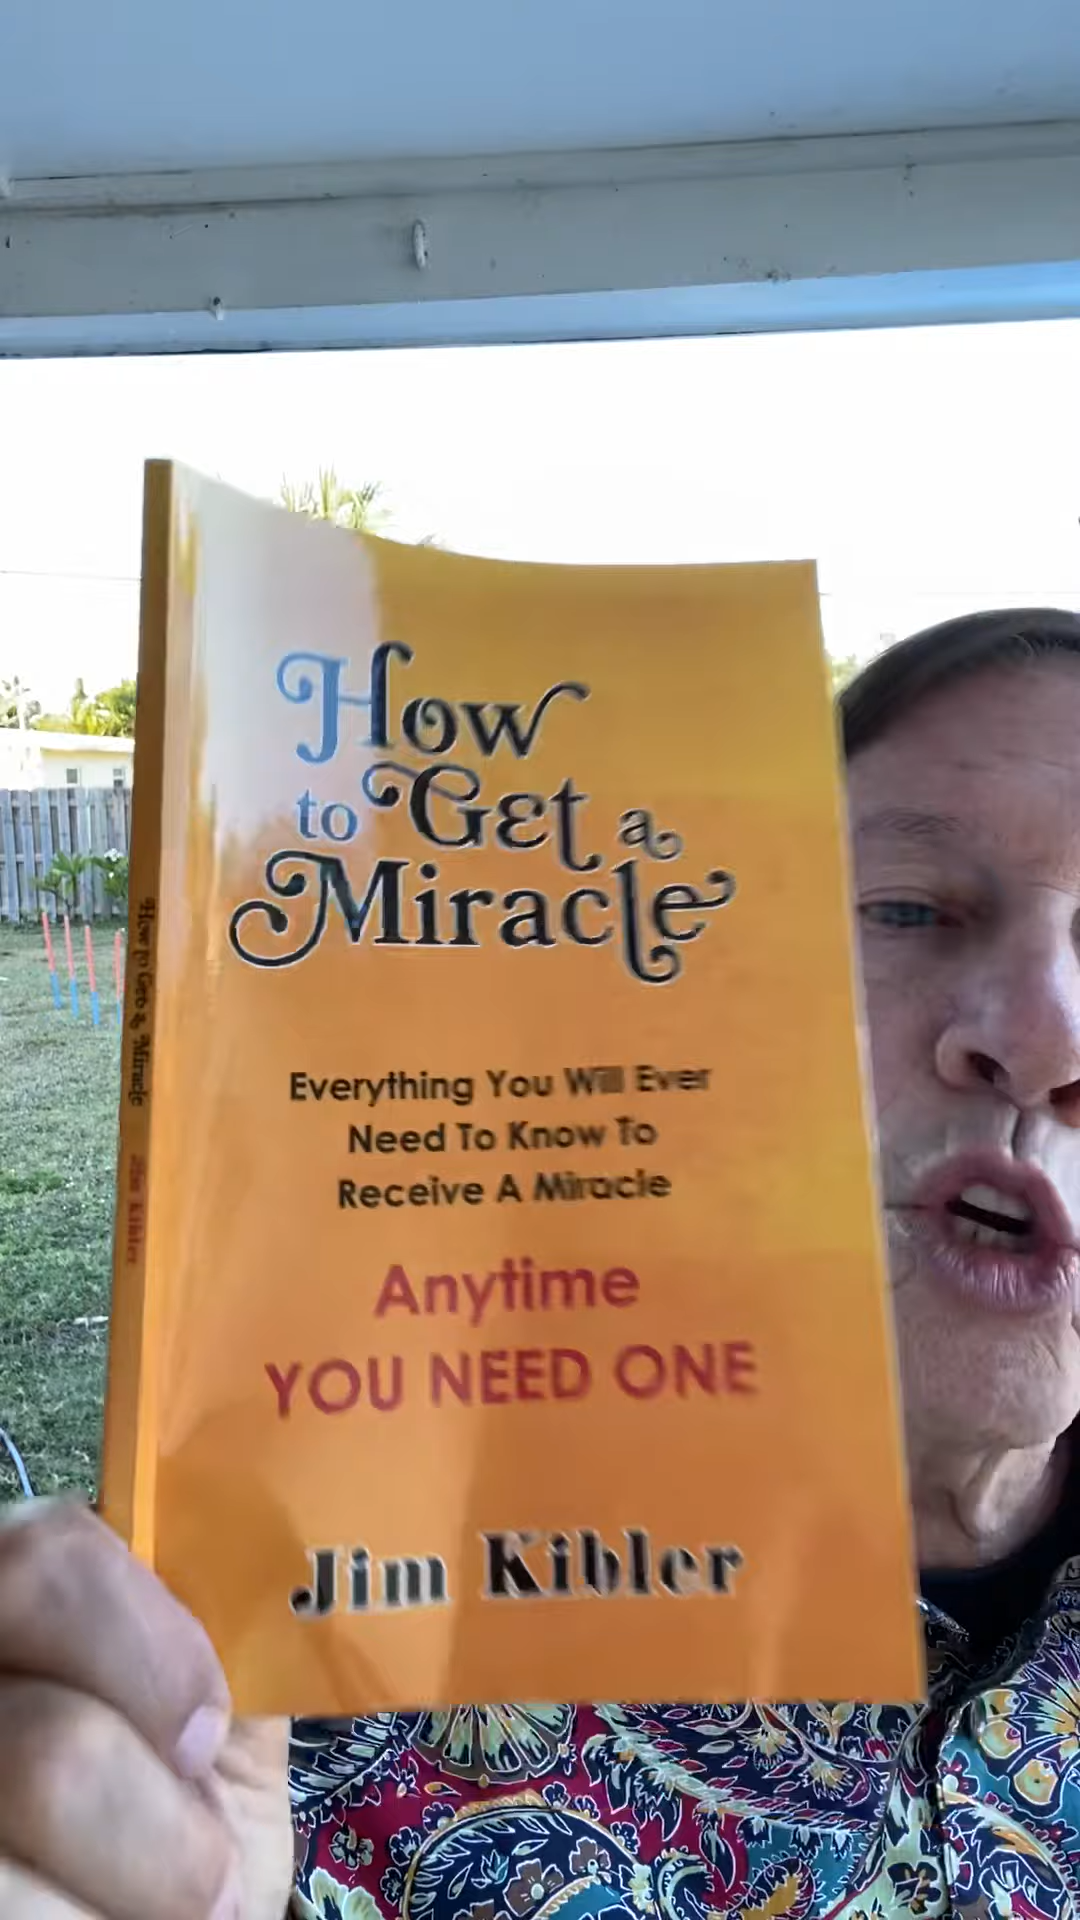 How
to Get a
Miracle
Everything You Will Ever
Need To Know To
Receive A Miracle
Anytime
YOU NEED ONE
Jim Kibler
How to Get a Miracle Jim Kibler